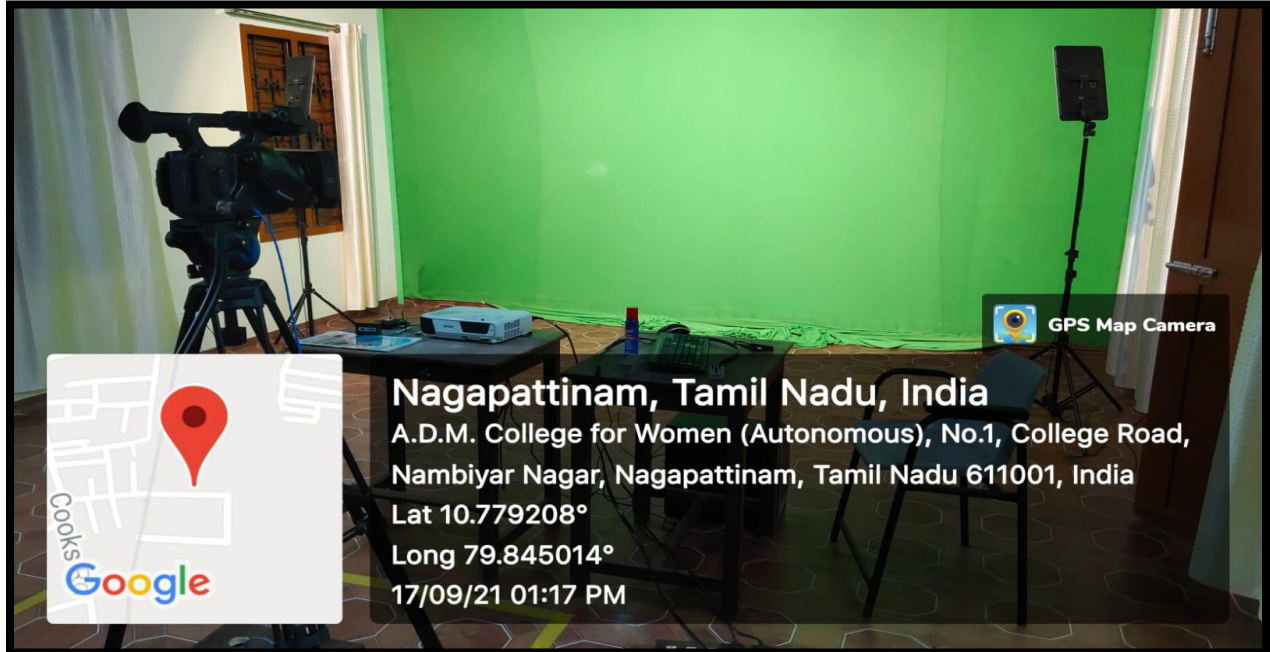 GPS Map Camera
Nagapattinam, Tamil Nadu, India
A.D.M. College for Women (Autonomous), No.1, College Road,
Nambiyar Nagar, Nagapattinam, Tamil Nadu 611001, India
Lat 10.779208°
Long 79.845014°
17/09/21 01:17 PM
Cooks
Google